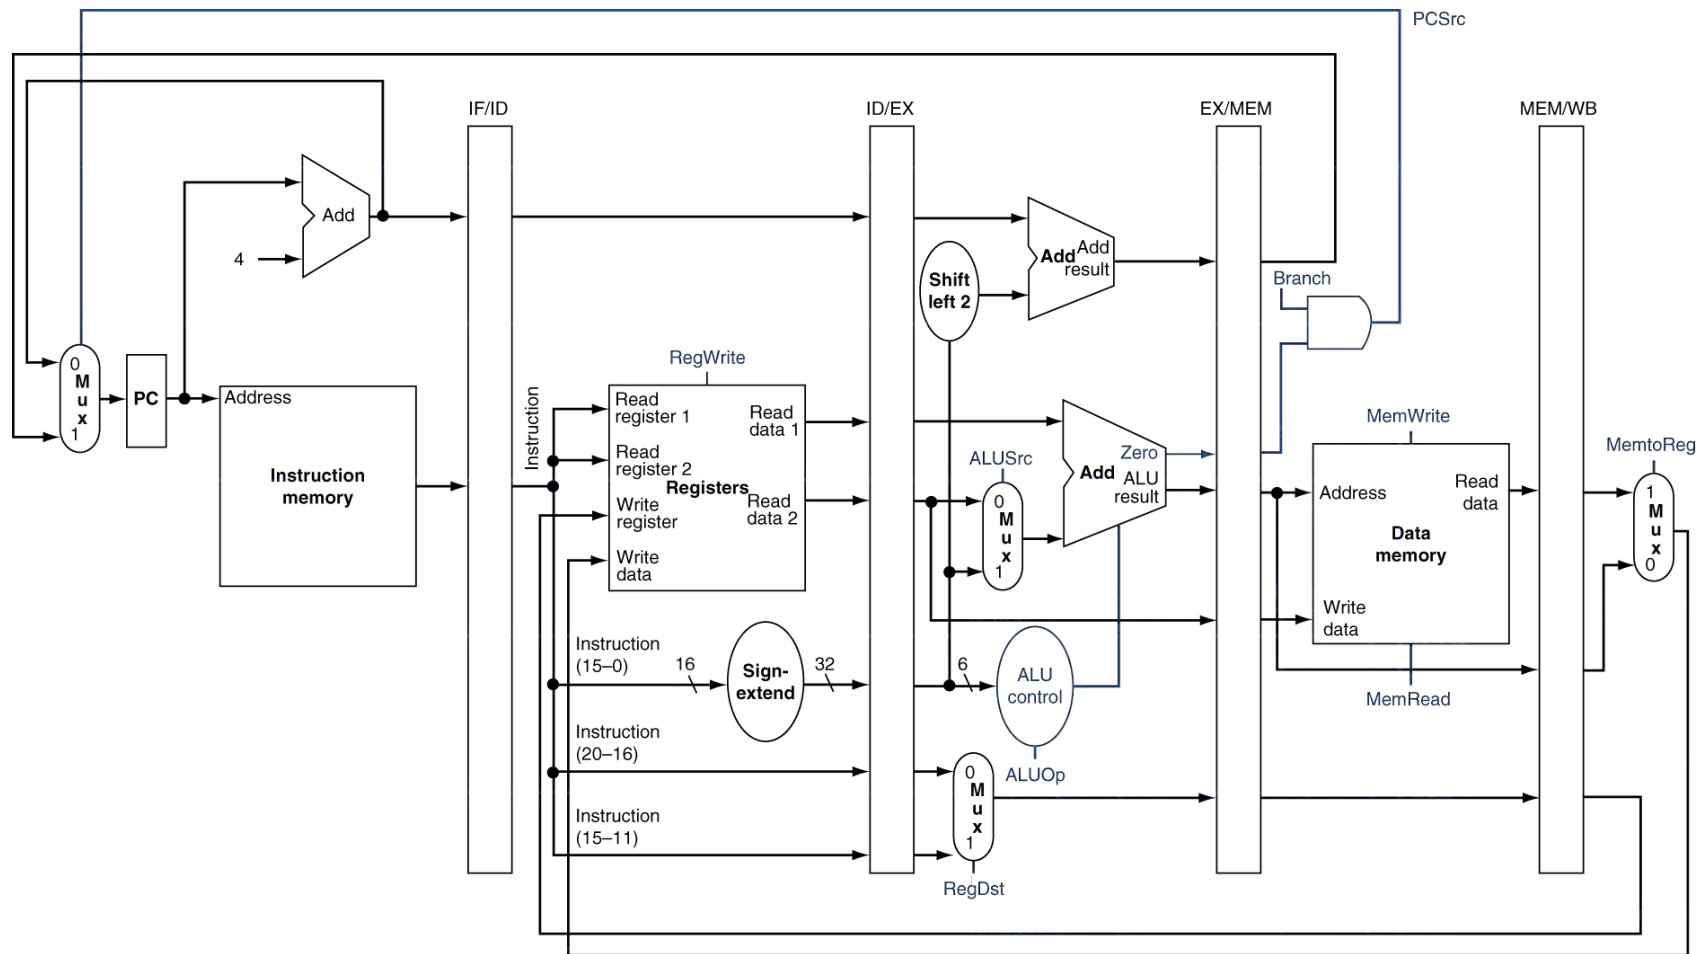 PCSrc
IF/ID
ID/EX
EX/MEM
MEM/WB
Add
4
Shift
left 2
Add
Add
result
Branch
0
M
u
x
1
PC
Address
Instruction
memory
Instruction
RegWrite
Read
register 1
Read
register 2
Write
register
Write
data
Registers
Read
data 1
Read
data 2
ALUSrc
0
M
u
x
1
Add
Zero
ALU
result
MemWrite
Address
Read
data
Data
memory
Write
data
MemRead
MemtoReg
1
M
u
x
0
Instruction
(15–0)
16
Sign-
extend
32
6
ALU
control
ALUOp
Instruction
(20–16)
Instruction
(15–11)
0
M
u
x
1
RegDst